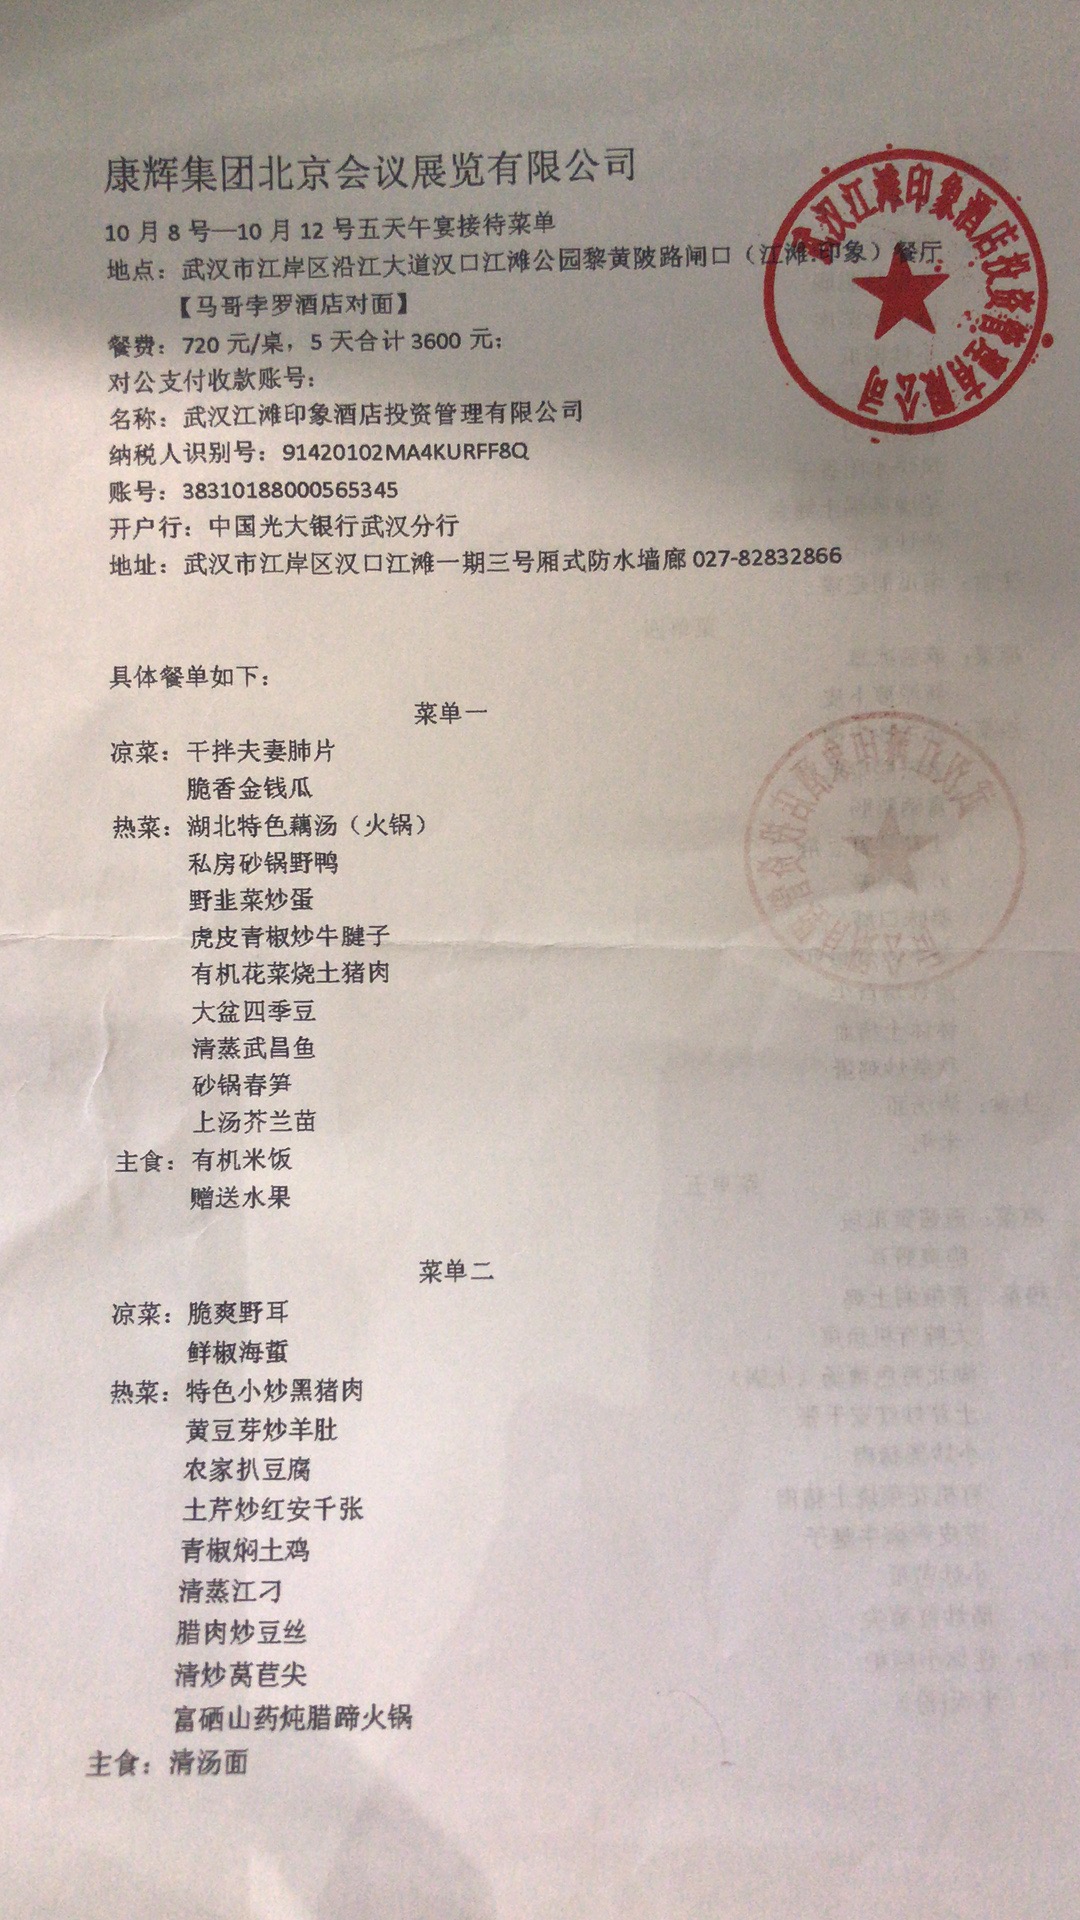 康辉集团北京会议展览有限公司
10月8号—10月12号五天午宴接待菜单
地点：武汉市江岸区沿江大道汉口江滩公园黎黄陂路闸口（江滩印象）餐厅
【马哥孛罗酒店对面】
餐费：720元/桌，5天合计3600元；
对公支付收款账号：
名称：武汉江滩印象酒店投资管理有限公司
纳税人识别号：91420102MA4KURFF8Q
账号：38310188000565345
开户行：中国光大银行武汉分行
地址：武汉市江岸区汉口江滩一期三号厢式防水墙廊027-82832866
武汉江滩印象酒店投资管理有限公司
具体餐单如下：
菜单一
凉菜：干拌夫妻肺片
脆香金钱瓜
热菜：湖北特色藕汤（火锅）
私房砂锅野鸭
野韭菜炒蛋
虎皮青椒炒牛腱子
有机花菜烧土猪肉
大盆四季豆
清蒸武昌鱼
砂锅春笋
上汤芥兰苗
主食：有机米饭
赠送水果
菜单二
凉菜：脆爽野耳
鲜椒海蜇
热菜：特色小炒黑猪肉
黄豆芽炒羊肚
农家扒豆腐
土芹炒红安千张
青椒焖土鸡
清蒸江刁
腊肉炒豆丝
清炒莴苣尖
富硒山药炖腊蹄火锅
主食：清汤面